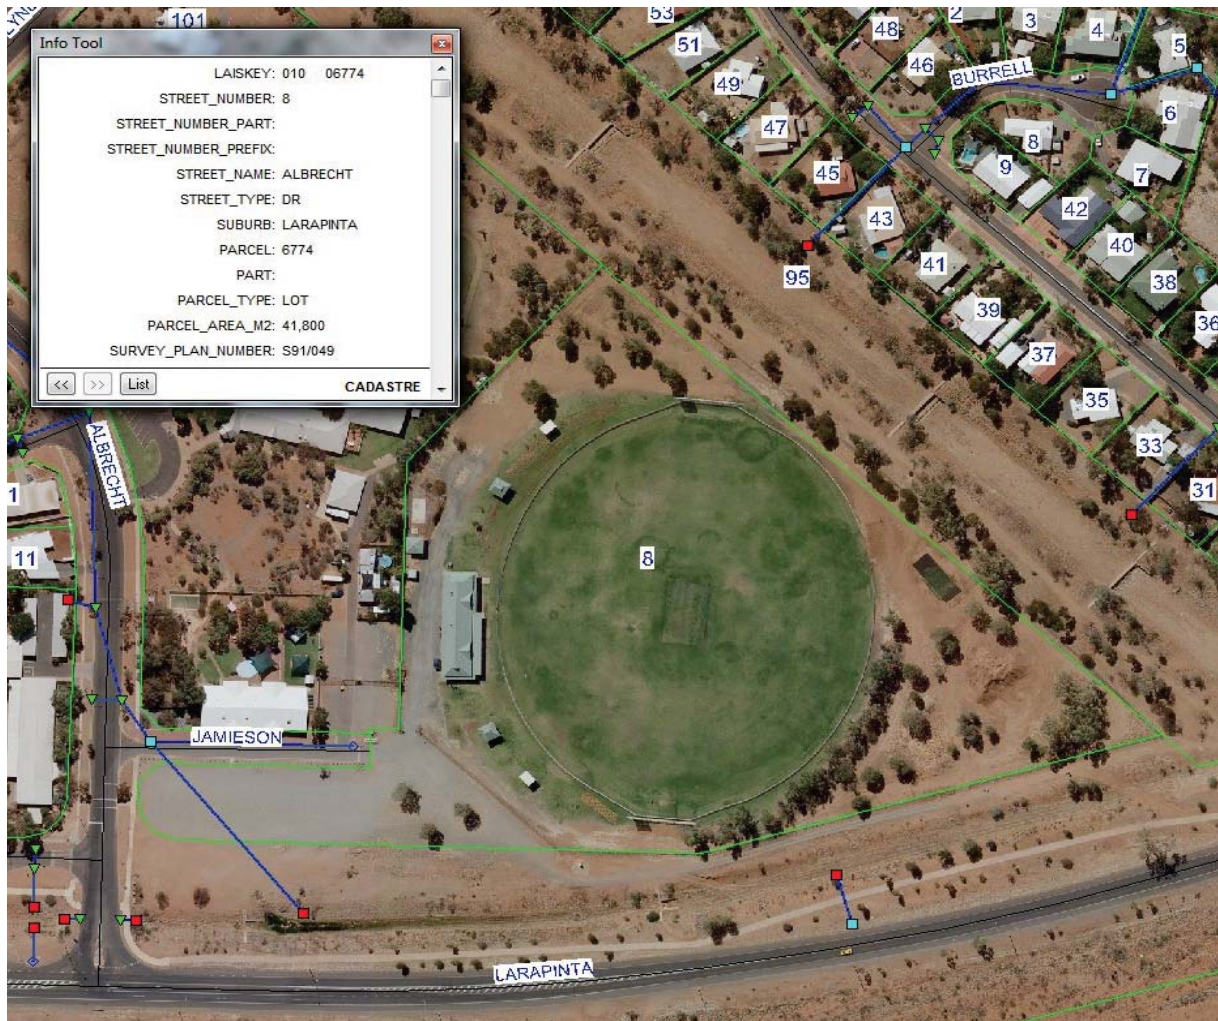 LYN
101
53
2
3
4
5
Info Tool
51
48
46
BURRELL
LAISKEY: 010 06774
STREET_NUMBER: 8
STREET_NUMBER_PART:
STREET_NUMBER_PREFIX:
STREET_NAME: ALBRECHT
STREET_TYPE: DR
SUBURB: LARAPINTA
PARCEL: 6774
PART:
PARCEL_TYPE: LOT
PARCEL_AREA_M2: 41,800
SURVEY_PLAN_NUMBER: S91/049
<< >> List CADASTRE
49
47
6
8
9
7
45
42
43
40
41
95
38
39
36
37
35
33
31
ALBRECHT
1
11
8
JAMIESON
LARAPINTA